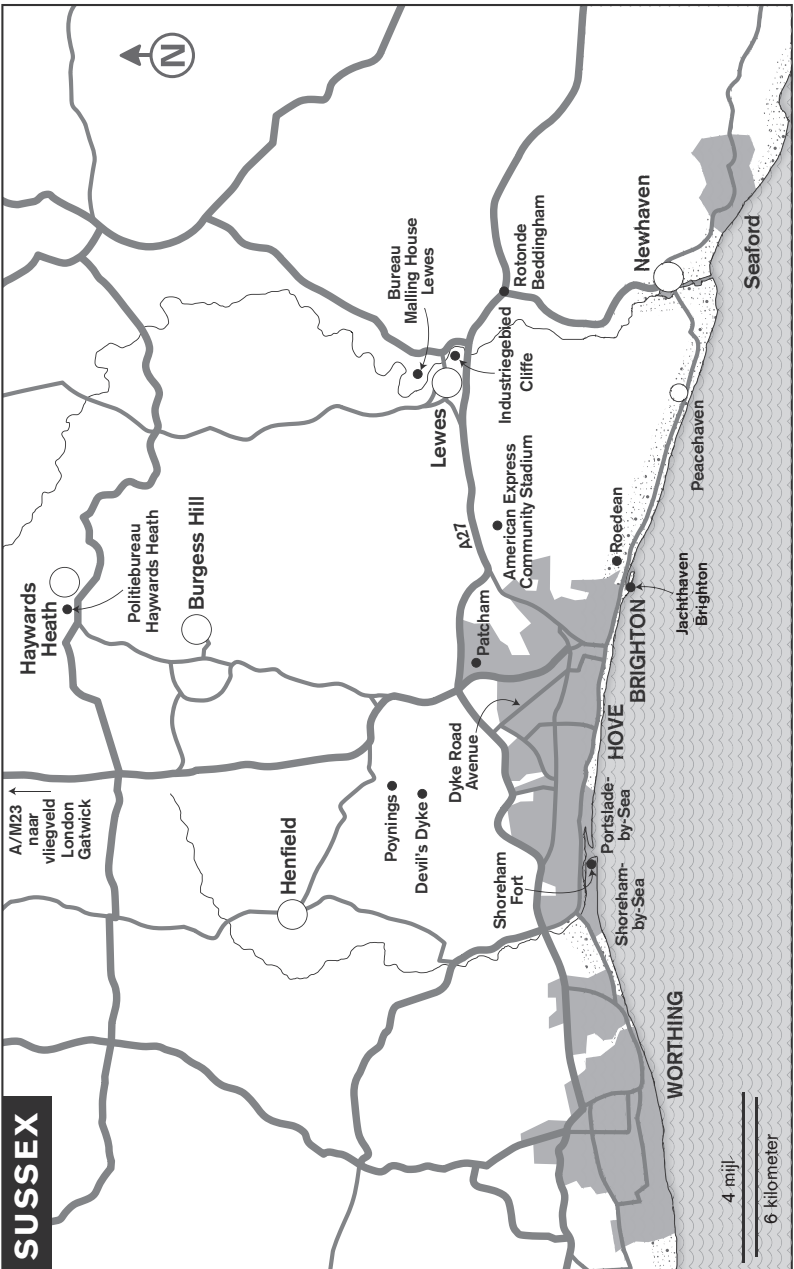 SUSSEX
A/M23
naar
vliegveld
London
Gatwick
Haywards
Heath
Politiebureau
Haywards Heath
Burgess Hill
Henfield
Poynings
Devil's Dyke
Bureau
Malling House
Lewes
Lewes
Industriegebied
Cliffe
Rotonde
Beddingham
A27
American Express
Community Stadium
Patcham
Dyke Road
Avenue
Shoreham
Fort
Shoreham-
by-Sea
Portslade-
by-Sea
HOVE
BRIGHTON
Jachthaven
Brighton
Roedean
Peacehaven
Newhaven
Seaford
WORTHING
4 mijl
6 kilometer
N